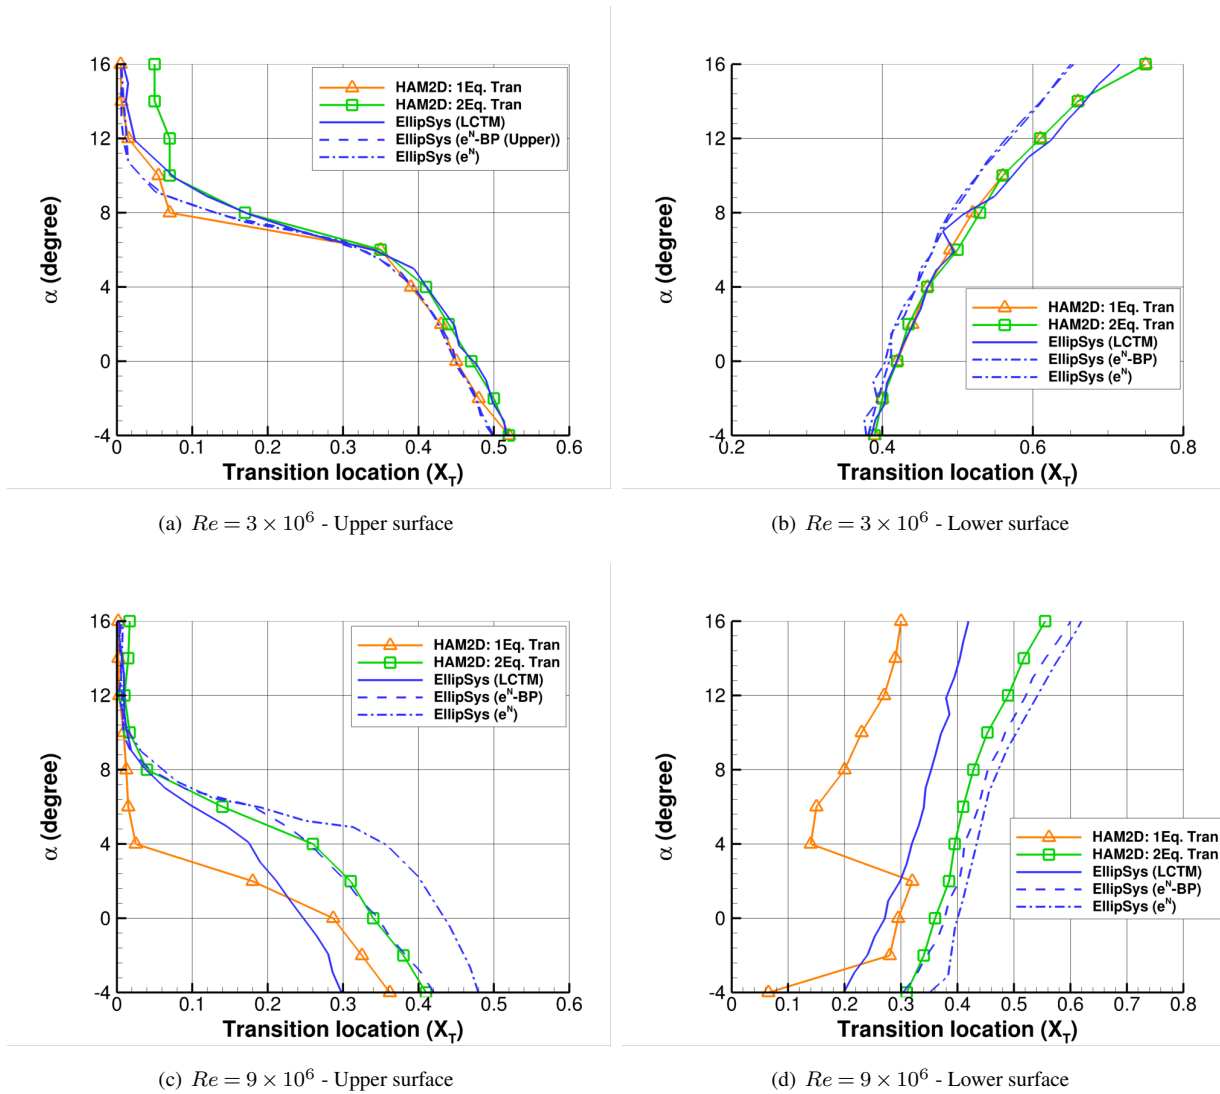 16
12
8
4
0
-4
α (degree)
HAM2D: 1Eq. Tran
HAM2D: 2Eq. Tran
EllipSys (LCTM)
EllipSys (e^N-BP (Upper))
EllipSys (e^N)
0 0.1 0.2 0.3 0.4 0.5 0.6
Transition location (X_T)
(a) Re = 3 × 10^6 - Upper surface
16
12
8
4
0
-4
α (degree)
HAM2D: 1Eq. Tran
HAM2D: 2Eq. Tran
EllipSys (LCTM)
EllipSys (e^N-BP)
EllipSys (e^N)
0.2 0.4 0.6 0.8
Transition location (X_T)
(b) Re = 3 × 10^6 - Lower surface
16
12
8
4
0
-4
α (degree)
HAM2D: 1Eq. Tran
HAM2D: 2Eq. Tran
EllipSys (LCTM)
EllipSys (e^N-BP)
EllipSys (e^N)
0 0.1 0.2 0.3 0.4 0.5 0.6
Transition location (X_T)
(c) Re = 9 × 10^6 - Upper surface
16
12
8
4
0
-4
α (degree)
HAM2D: 1Eq. Tran
HAM2D: 2Eq. Tran
EllipSys (LCTM)
EllipSys (e^N-BP)
EllipSys (e^N)
0 0.1 0.2 0.3 0.4 0.5 0.6 0.7 0.8
Transition location (X_T)
(d) Re = 9 × 10^6 - Lower surface